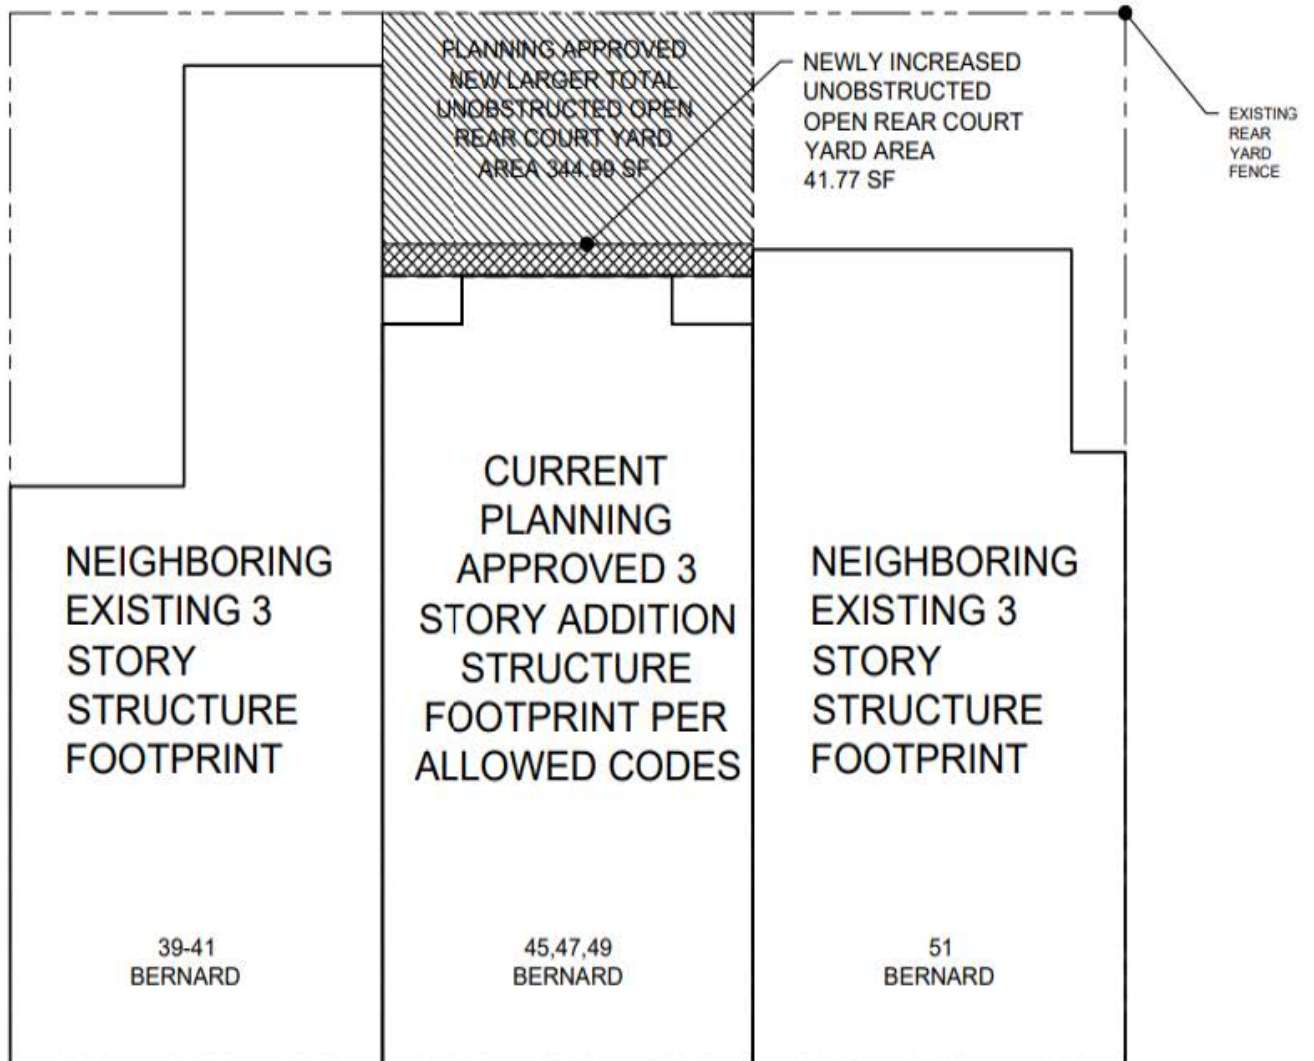 PLANNING APPROVED
NEW LARGER TOTAL
UNOBSTRUCTED OPEN
REAR COURT YARD
AREA 344.99 SF
NEWLY INCREASED
UNOBSTRUCTED
OPEN REAR COURT
YARD AREA
41.77 SF
EXISTING
REAR
YARD
FENCE
NEIGHBORING
EXISTING 3
STORY
STRUCTURE
FOOTPRINT
CURRENT
PLANNING
APPROVED 3
STORY ADDITION
STRUCTURE
FOOTPRINT PER
ALLOWED CODES
NEIGHBORING
EXISTING 3
STORY
STRUCTURE
FOOTPRINT
39-41
BERNARD
45,47,49
BERNARD
51
BERNARD